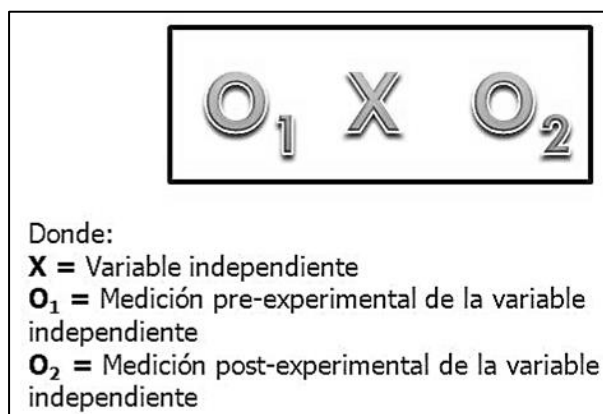 O₁ X O₂
Donde:
X = Variable independiente
O₁ = Medición pre-experimental de la variable
independiente
O₂ = Medición post-experimental de la variable
independiente